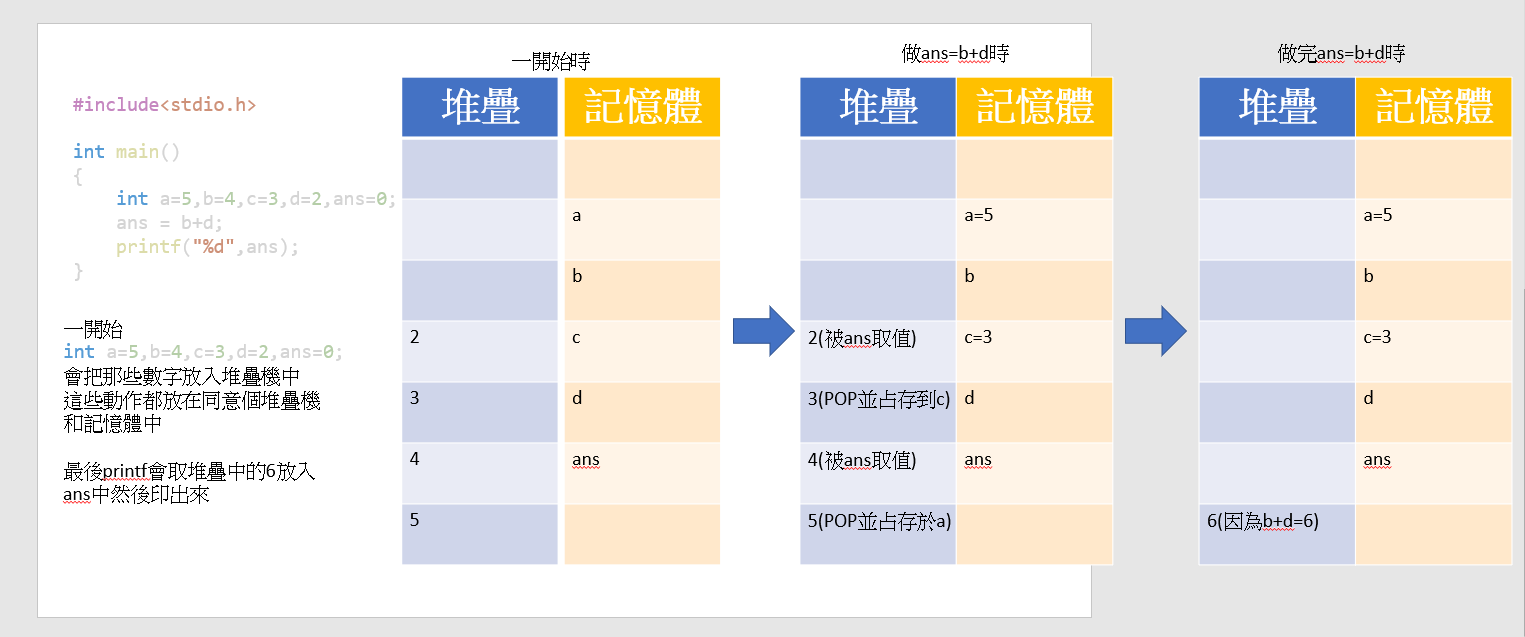 #include<stdio.h>
int main()
{
int a=5,b=4,c=3,d=2,ans=0;
ans = b+d;
printf("%d",ans);
}
一開始
int a=5,b=4,c=3,d=2,ans=0;
會把那些數字放入堆疊機中
這些動作都放在同意個堆疊機
和記憶體中
最後printf會取堆疊中的6放入
ans中然後印出來
一開始時
堆疊 記憶體
a
b
2 c
3 d
4 ans
5
做ans=b+d時
堆疊 記憶體
a=5
b
2(被ans取值) c=3
3(POP並占存到c) d
4(被ans取值) ans
5(POP並占存於a)
做完ans=b+d時
堆疊 記憶體
a=5
b
c=3
d
ans
6(因為b+d=6)